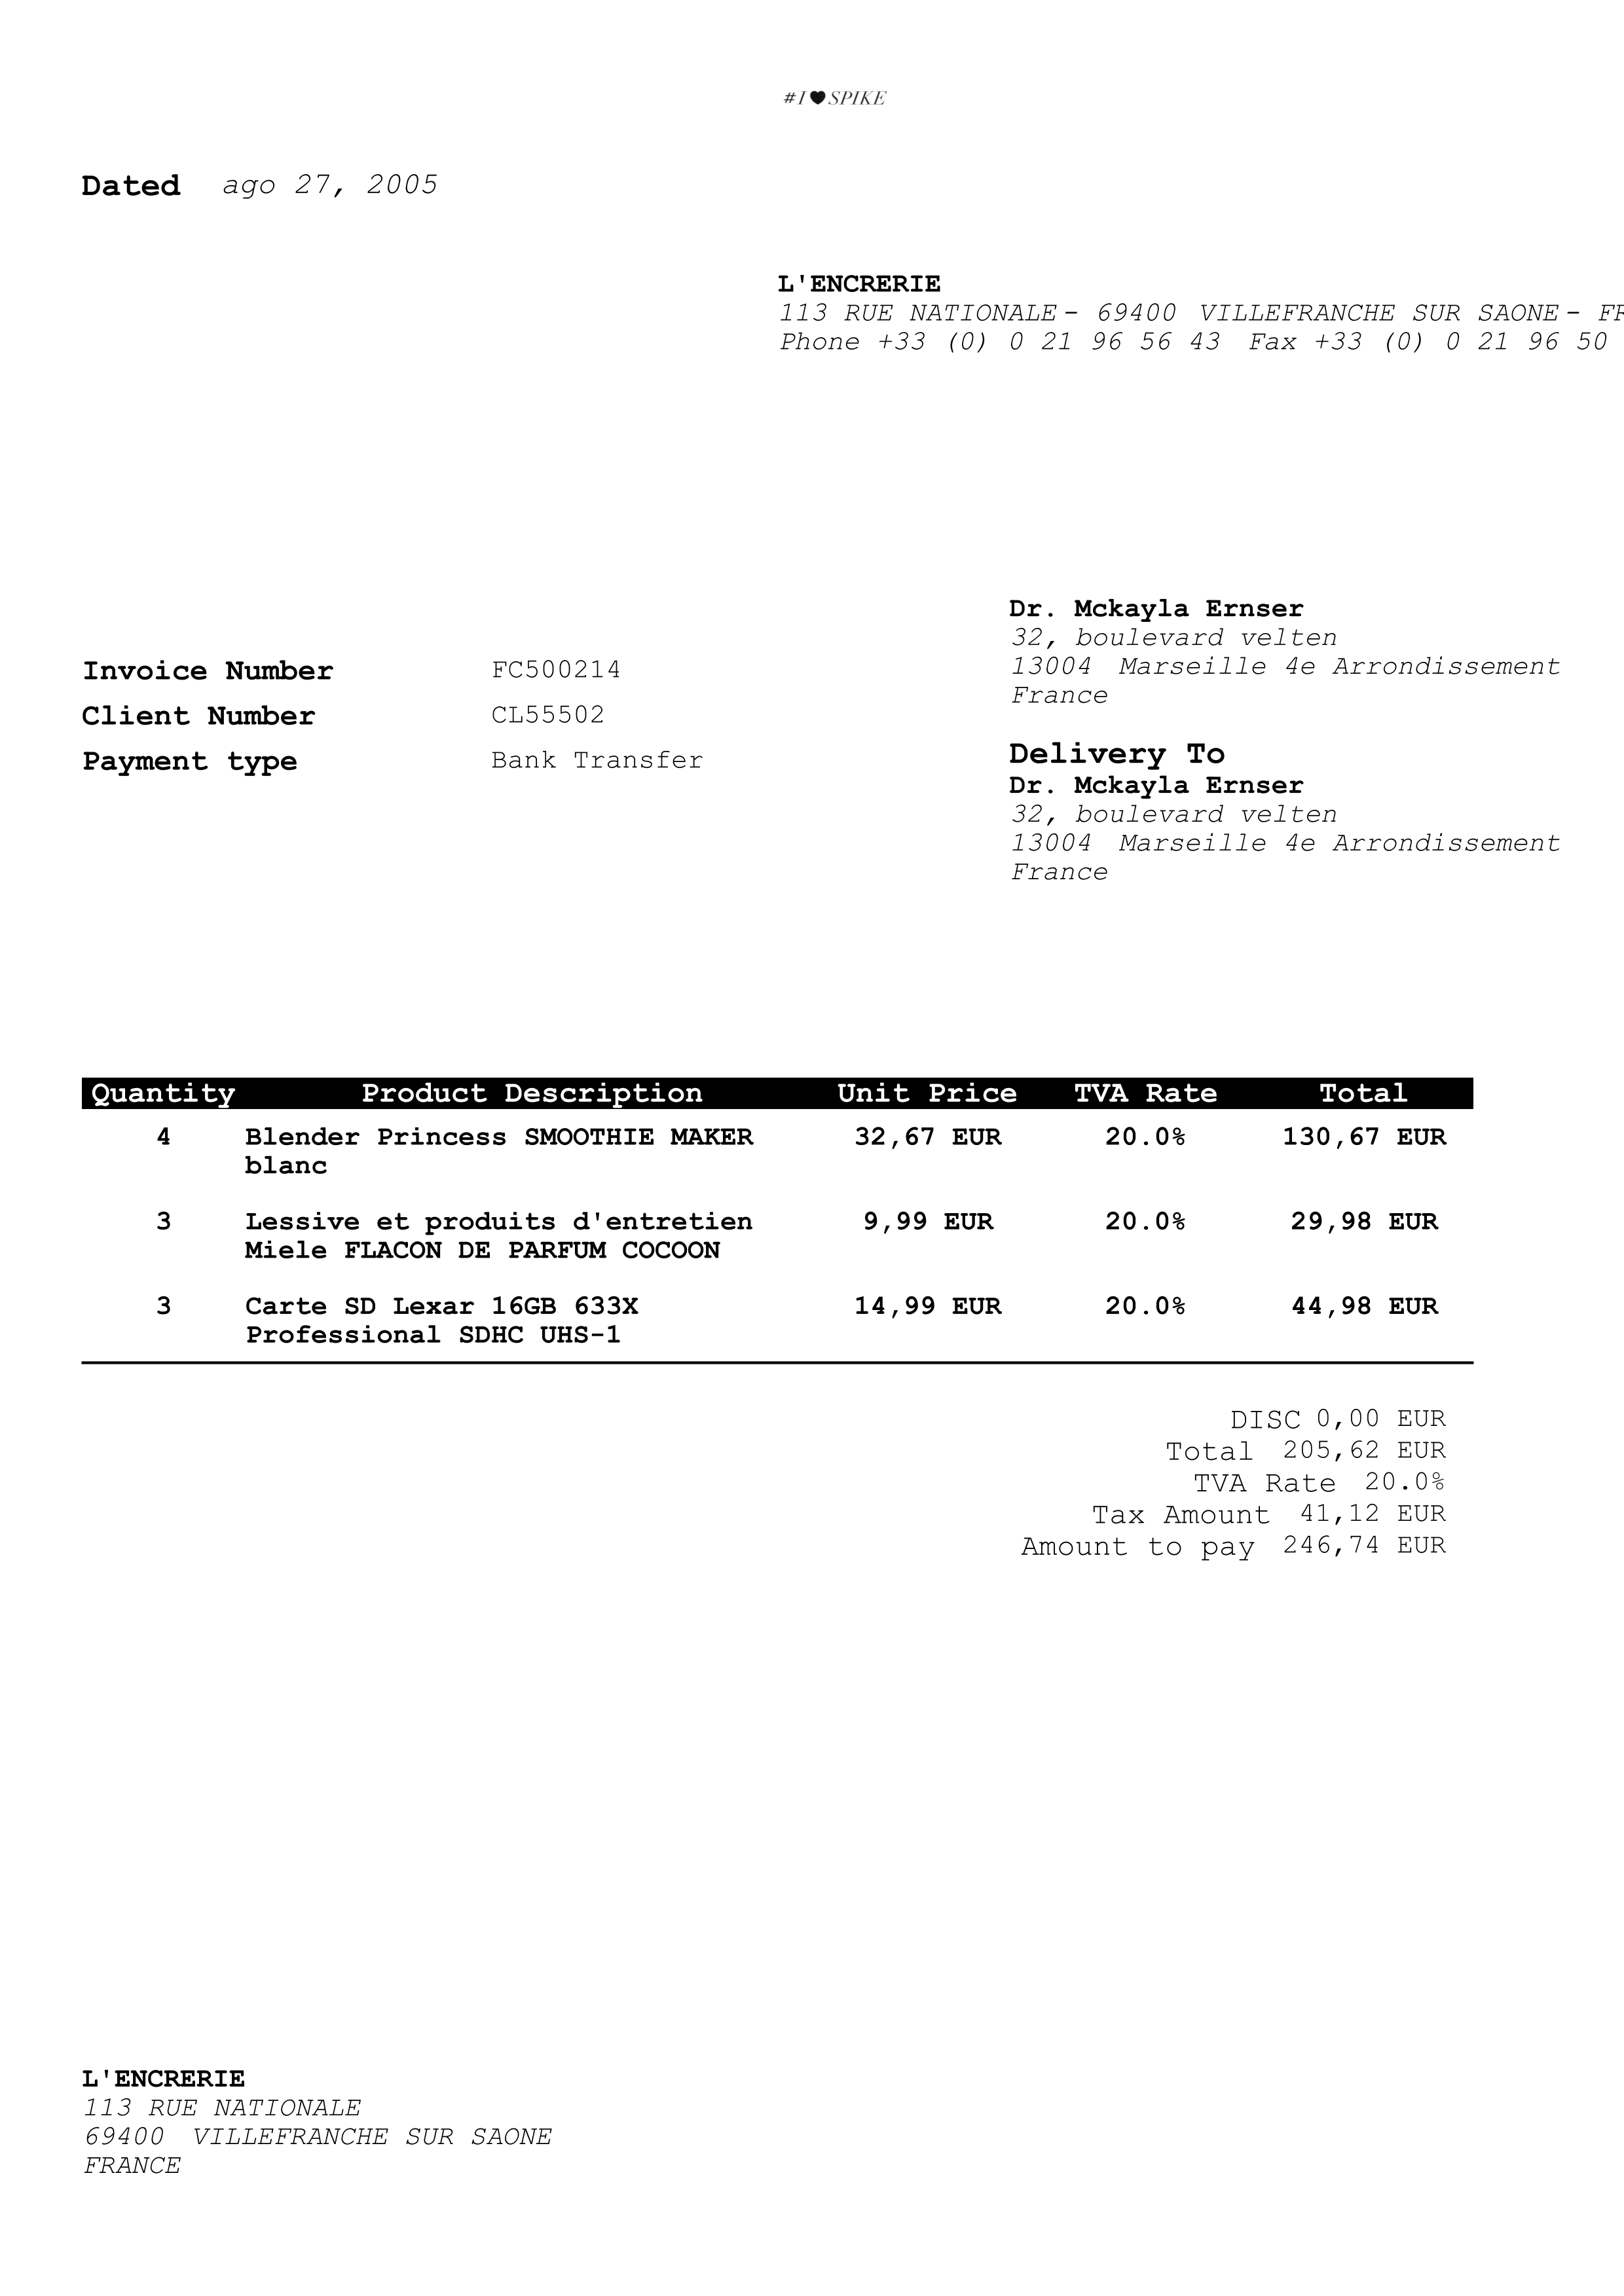 #I♥SPIKE
Dated ago 27, 2005
L'ENCRERIE
113 RUE NATIONALE - 69400 VILLEFRANCHE SUR SAONE - FR
Phone +33 (0) 0 21 96 56 43 Fax +33 (0) 0 21 96 50
Dr. Mckayla Ernser
32, boulevard velten
13004 Marseille 4e Arrondissement
France
Invoice Number FC500214
Client Number CL55502
Payment type Bank Transfer
Delivery To
Dr. Mckayla Ernser
32, boulevard velten
13004 Marseille 4e Arrondissement
France
Quantity Product Description Unit Price TVA Rate Total
4 Blender Princess SMOOTHIE MAKER 32,67 EUR 20.0% 130,67 EUR
blanc
3 Lessive et produits d'entretien 9,99 EUR 20.0% 29,98 EUR
Miele FLACON DE PARFUM COCOON
3 Carte SD Lexar 16GB 633X 14,99 EUR 20.0% 44,98 EUR
Professional SDHC UHS-1
DISC 0,00 EUR
Total 205,62 EUR
TVA Rate 20.0%
Tax Amount 41,12 EUR
Amount to pay 246,74 EUR
L'ENCRERIE
113 RUE NATIONALE
69400 VILLEFRANCHE SUR SAONE
FRANCE